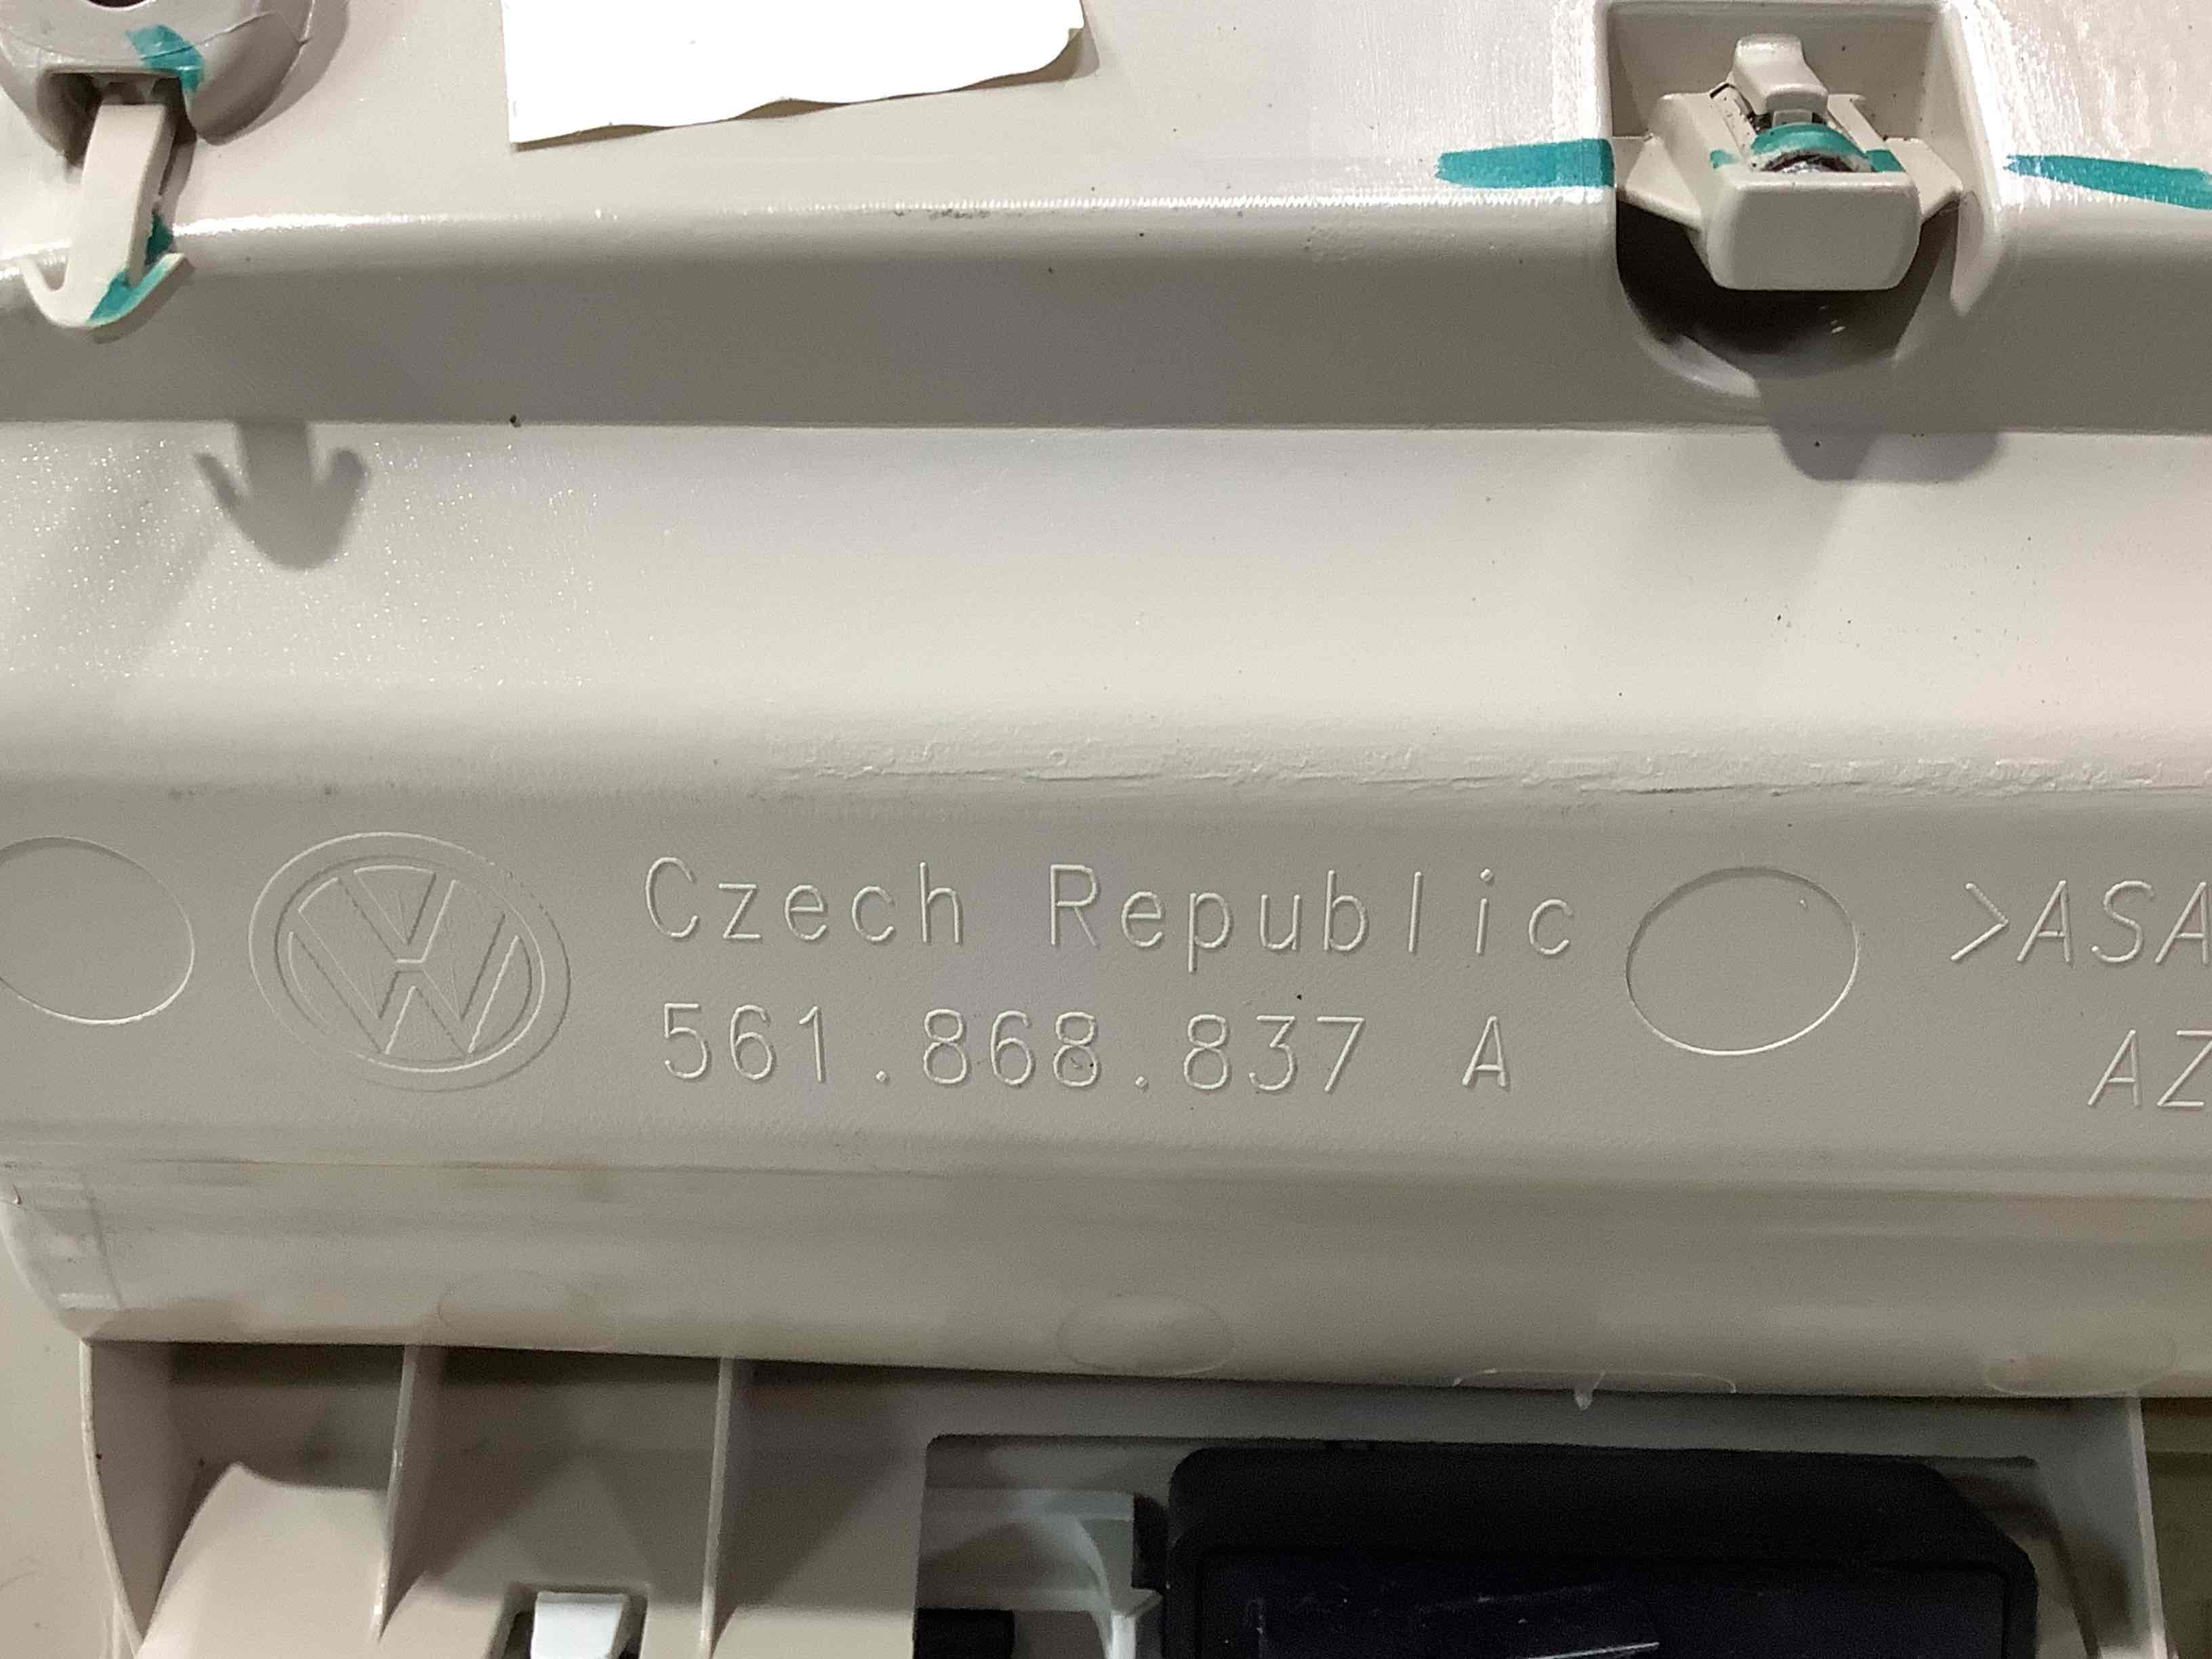 Czech Republic
561.868.837 A
>ASA
AZ